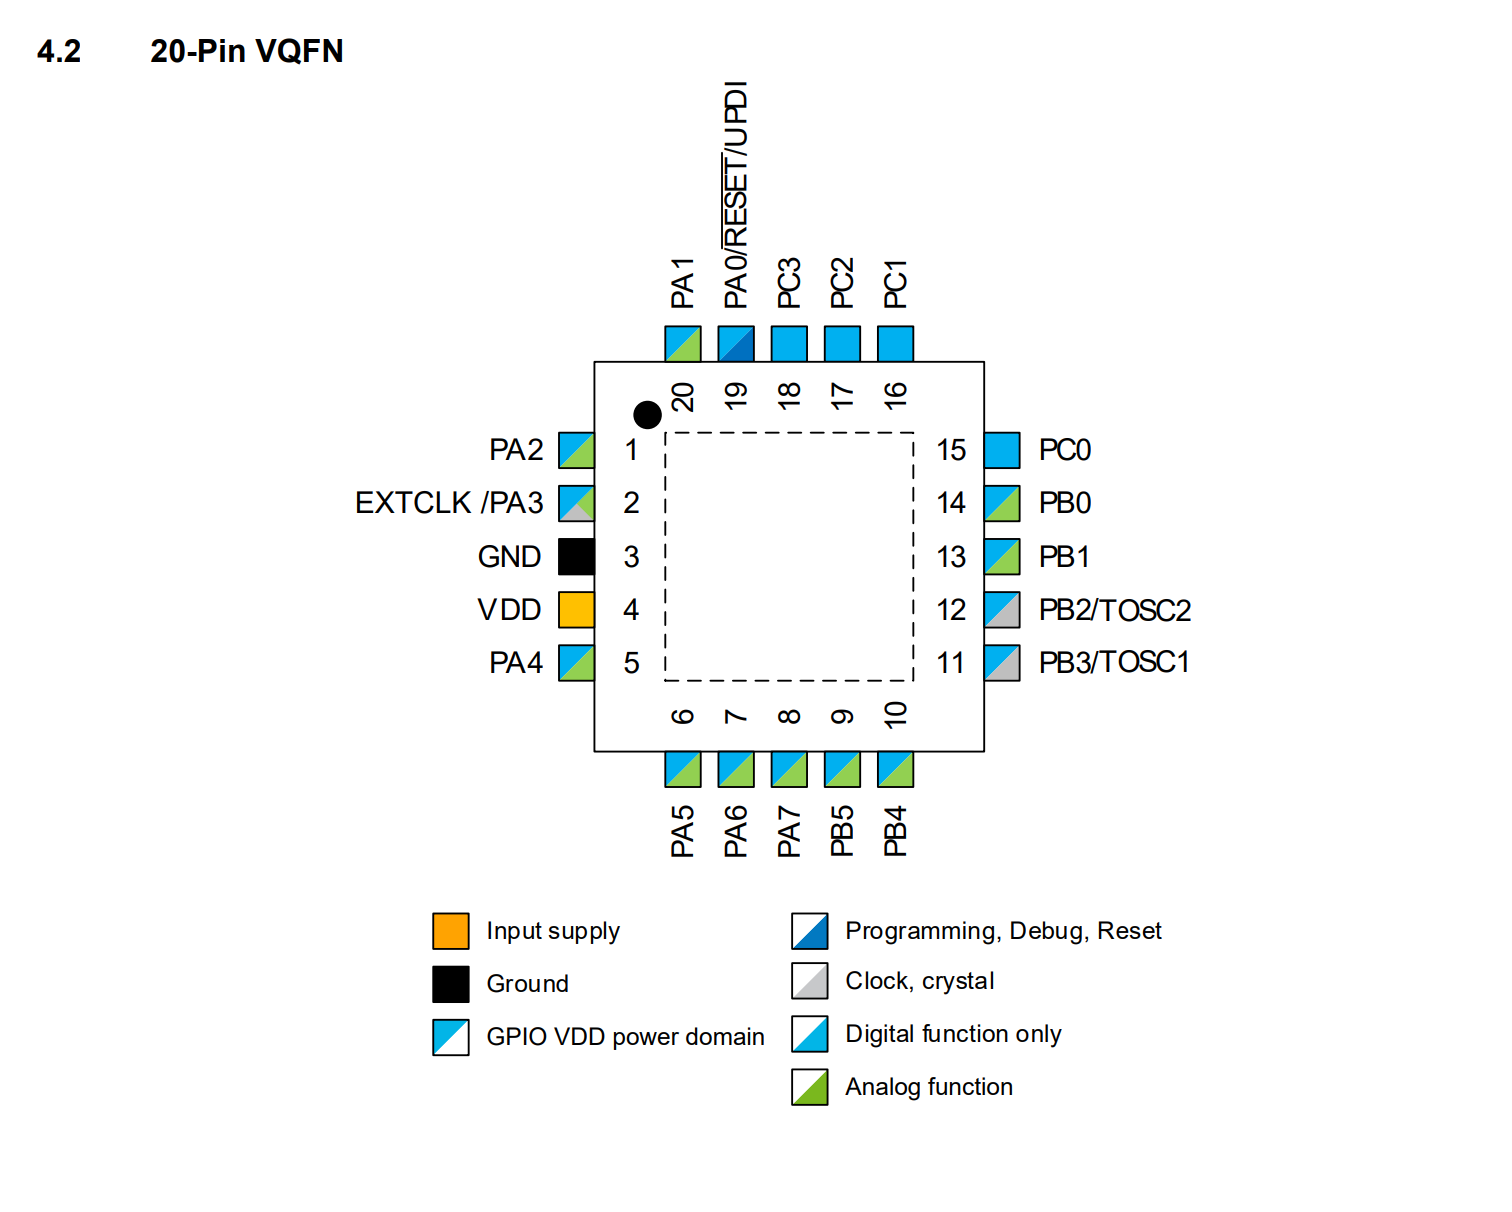 4.2 20-Pin VQFN
PA1
PA0/RESET/UPDI
PC3
PC2
PC1
20
19
18
17
16
PA2 1 15 PC0
EXTCLK /PA3 2 14 PB0
GND 3 13 PB1
VDD 4 12 PB2/TOSC2
PA4 5 11 PB3/TOSC1
6
7
8
9
10
PA5
PA6
PA7
PB5
PB4
Input supply
Ground
GPIO VDD power domain
Programming, Debug, Reset
Clock, crystal
Digital function only
Analog function